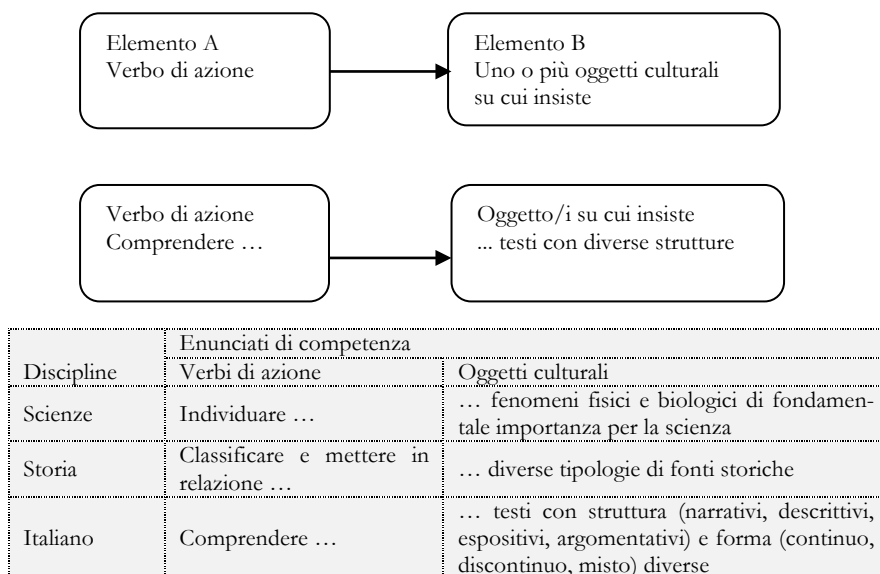 Elemento A
Verbo di azione
Elemento B
Uno o più oggetti culturali
su cui insiste
Verbo di azione
Comprendere …
Oggetto/i su cui insiste
... testi con diverse strutture
Enunciati di competenza
Discipline Verbi di azione Oggetti culturali
Scienze Individuare … … fenomeni fisici e biologici di fondamen-
tale importanza per la scienza
Storia Classificare e mettere in
relazione … … diverse tipologie di fonti storiche
Italiano Comprendere … … testi con struttura (narrativi, descrittivi,
espositivi, argomentativi) e forma (continuo,
discontinuo, misto) diverse